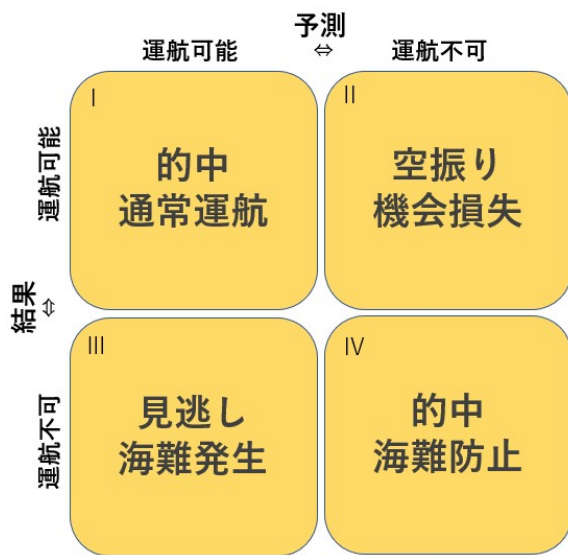 予測
⇔
運航可能
運航不可
結果
⇔
運航可能
運航不可
I
的中
通常運航
II
空振り
機会損失
III
見逃し
海難発生
IV
的中
海難防止